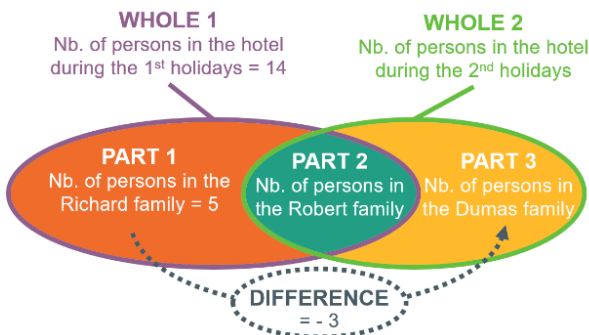 WHOLE 1
Nb. of persons in the hotel
during the 1st holidays = 14
WHOLE 2
Nb. of persons in the hotel
during the 2nd holidays
PART 1
Nb. of persons in the
Richard family = 5
PART 2
Nb. of persons in
the Robert family
PART 3
Nb. of persons in
the Dumas family
DIFFERENCE
= - 3